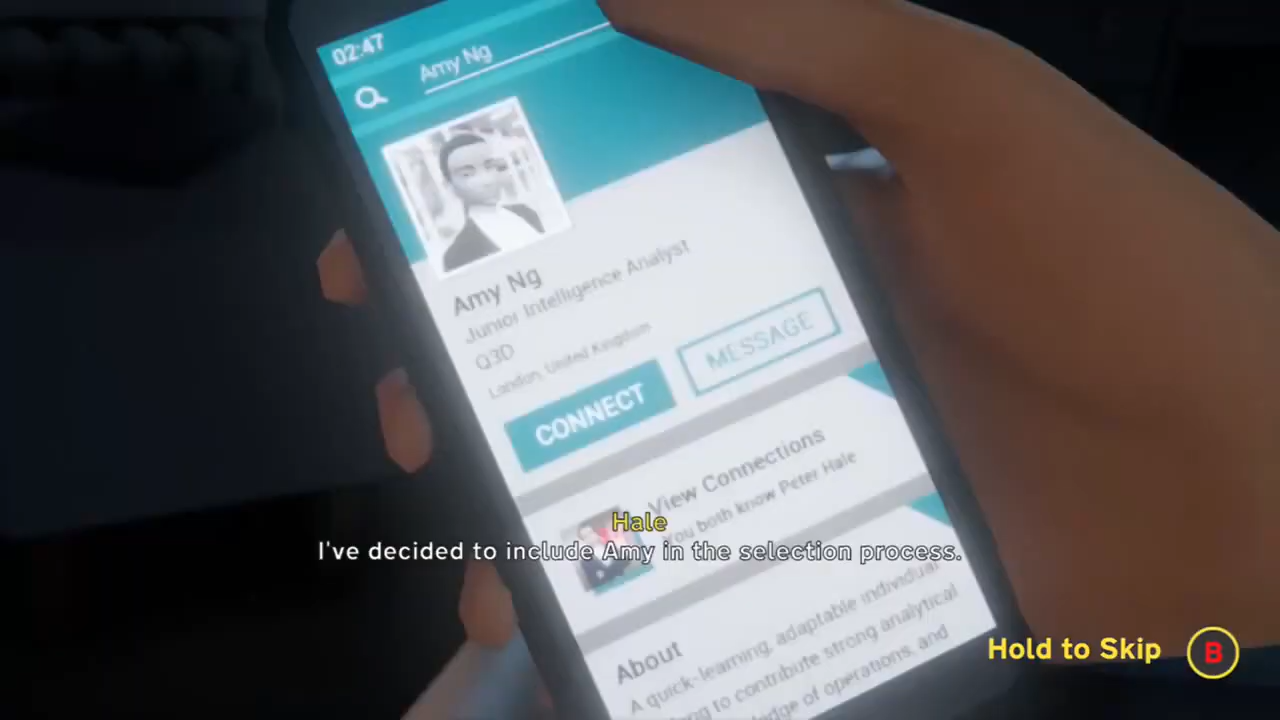 02:47
Amy Ng
Amy Ng
Junior Intelligence Analyst
Q3D
London, United Kingdom
CONNECT
MESSAGE
View Connections
You both know Peter Hale
Hale
I've decided to include Amy in the selection process.
About
A quick-learning, adaptable individual
to contribute strong analytical
of operations, and
Hold to Skip
B